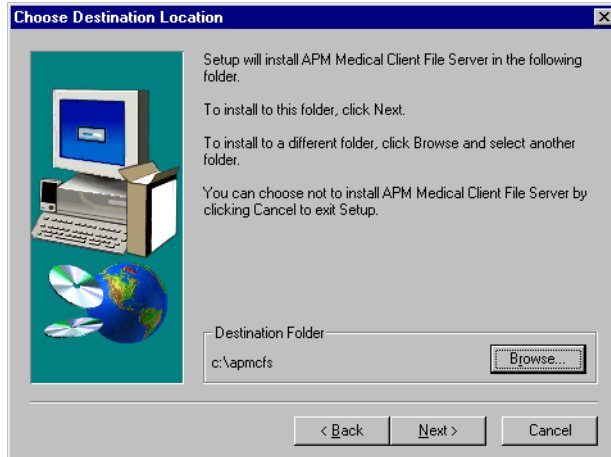 Choose Destination Location
Setup will install APM Medical Client File Server in the following
folder.
To install to this folder, click Next.
To install to a different folder, click Browse and select another
folder.
You can choose not to install APM Medical Client File Server by
clicking Cancel to exit Setup.
Destination Folder
c:\apmcfs
Browse...
< Back
Next >
Cancel